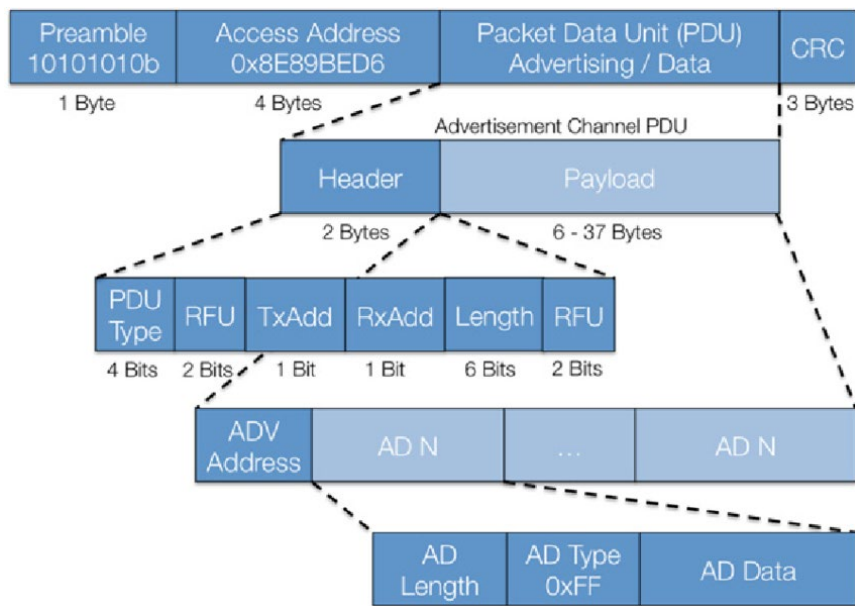 Preamble
10101010b
Access Address
0x8E89BED6
Packet Data Unit (PDU)
Advertising / Data
CRC
1 Byte
4 Bytes
3 Bytes
Advertisement Channel PDU
Header
Payload
2 Bytes
6 - 37 Bytes
PDU
Type
RFU
TxAdd
RxAdd
Length
RFU
4 Bits
2 Bits
1 Bit
1 Bit
6 Bits
2 Bits
ADV
Address
AD N
...
AD N
AD
Length
AD Type
0xFF
AD Data